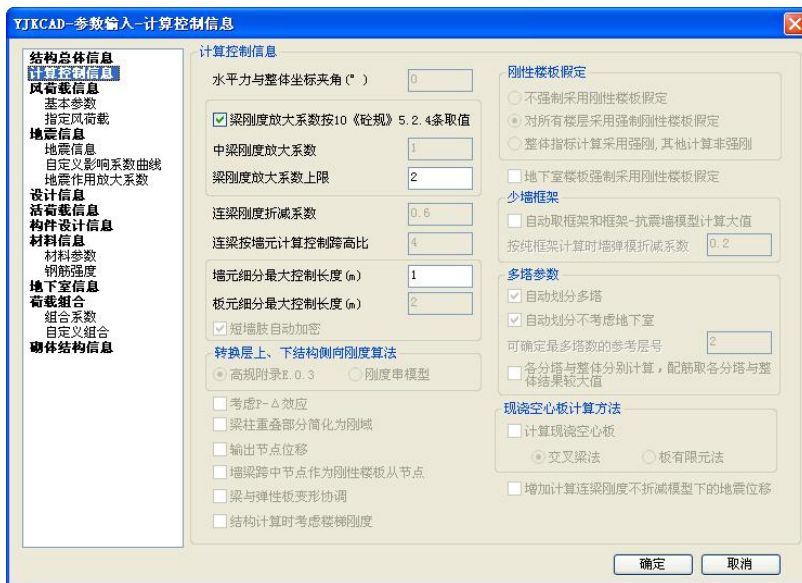 YJKCAD-参数输入-计算控制信息
结构总体信息
计算控制信息
风荷载信息
基本参数
指定风荷载
地震信息
地震信息
自定义影响系数曲线
地震作用放大系数
设计信息
活荷载信息
构件设计信息
材料信息
材料参数
钢筋强度
地下室信息
荷载组合
组合系数
自定义组合
砌体结构信息
计算控制信息
水平力与整体坐标夹角(°) 0
梁刚度放大系数按10《砼规》5.2.4条取值
中梁刚度放大系数 1
梁刚度放大系数上限 2
连梁刚度折减系数 0.6
连梁按墙元计算控制跨高比 4
墙元细分最大控制长度(m) 1
板元细分最大控制长度(m) 2
短墙肢自动加密
转换层上、下结构侧向刚度算法
高规附录E.0.3 刚度串模型
考虑P-Δ效应
梁柱重叠部分简化为刚域
输出节点位移
墙梁跨中节点作为刚性楼板从节点
梁与弹性板变形协调
结构计算时考虑楼梯刚度
刚性楼板假定
不强制采用刚性楼板假定
对所有楼层采用强制刚性楼板假定
整体指标计算采用强刚,其他计算非强刚
地下室楼板强制采用刚性楼板假定
少墙框架
自动取框架和框架-抗震墙模型计算大值
按纯框架计算时墙弹模折减系数 0.2
多塔参数
自动划分多塔
自动划分不考虑地下室
可确定最多塔数的参考层号 2
各分塔与整体分别计算，配筋取各分塔与整
体结果较大值
现浇空心板计算方法
计算现浇空心板
交叉梁法 板有限元法
增加计算连梁刚度不折减模型下的地震位移
确定 取消